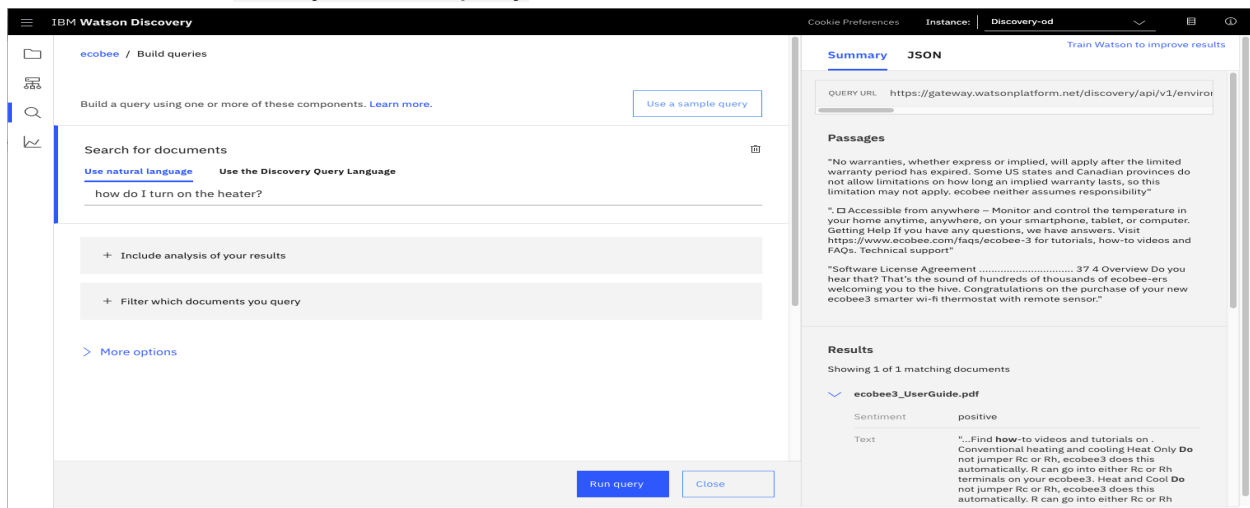 IBM Watson Discovery
Cookie Preferences
Instance:
Discovery-od
ecobee / Build queries
Build a query using one or more of these components. Learn more.
Use a sample query
Search for documents
Use natural language
Use the Discovery Query Language
how do I turn on the heater?
+ Include analysis of your results
+ Filter which documents you query
> More options
Run query
Close
Train Watson to improve results
Summary
JSON
QUERY URL https://gateway.watsonplatform.net/discovery/api/v1/enviror
Passages
"No warranties, whether express or implied, will apply after the limited
warranty period has expired. Some US states and Canadian provinces do
not allow limitations on how long an implied warranty lasts, so this
limitation may not apply. ecobee neither assumes responsibility"
". □ Accessible from anywhere – Monitor and control the temperature in
your home anytime, anywhere, on your smartphone, tablet, or computer.
Getting Help If you have any questions, we have answers. Visit
https://www.ecobee.com/faqs/ecobee-3 for tutorials, how-to videos and
FAQs. Technical support"
"Software License Agreement ............................... 37 4 Overview Do you
hear that? That's the sound of hundreds of thousands of ecobee-ers
welcoming you to the hive. Congratulations on the purchase of your new
ecobee3 smarter wi-fi thermostat with remote sensor."
Results
Showing 1 of 1 matching documents
ecobee3_UserGuide.pdf
Sentiment positive
Text "...Find how-to videos and tutorials on .
Conventional heating and cooling Heat Only Do
not jumper Rc or Rh, ecobee3 does this
automatically. R can go into either Rc or Rh
terminals on your ecobee3. Heat and Cool Do
not jumper Rc or Rh, ecobee3 does this
automatically. R can go into either Rc or Rh